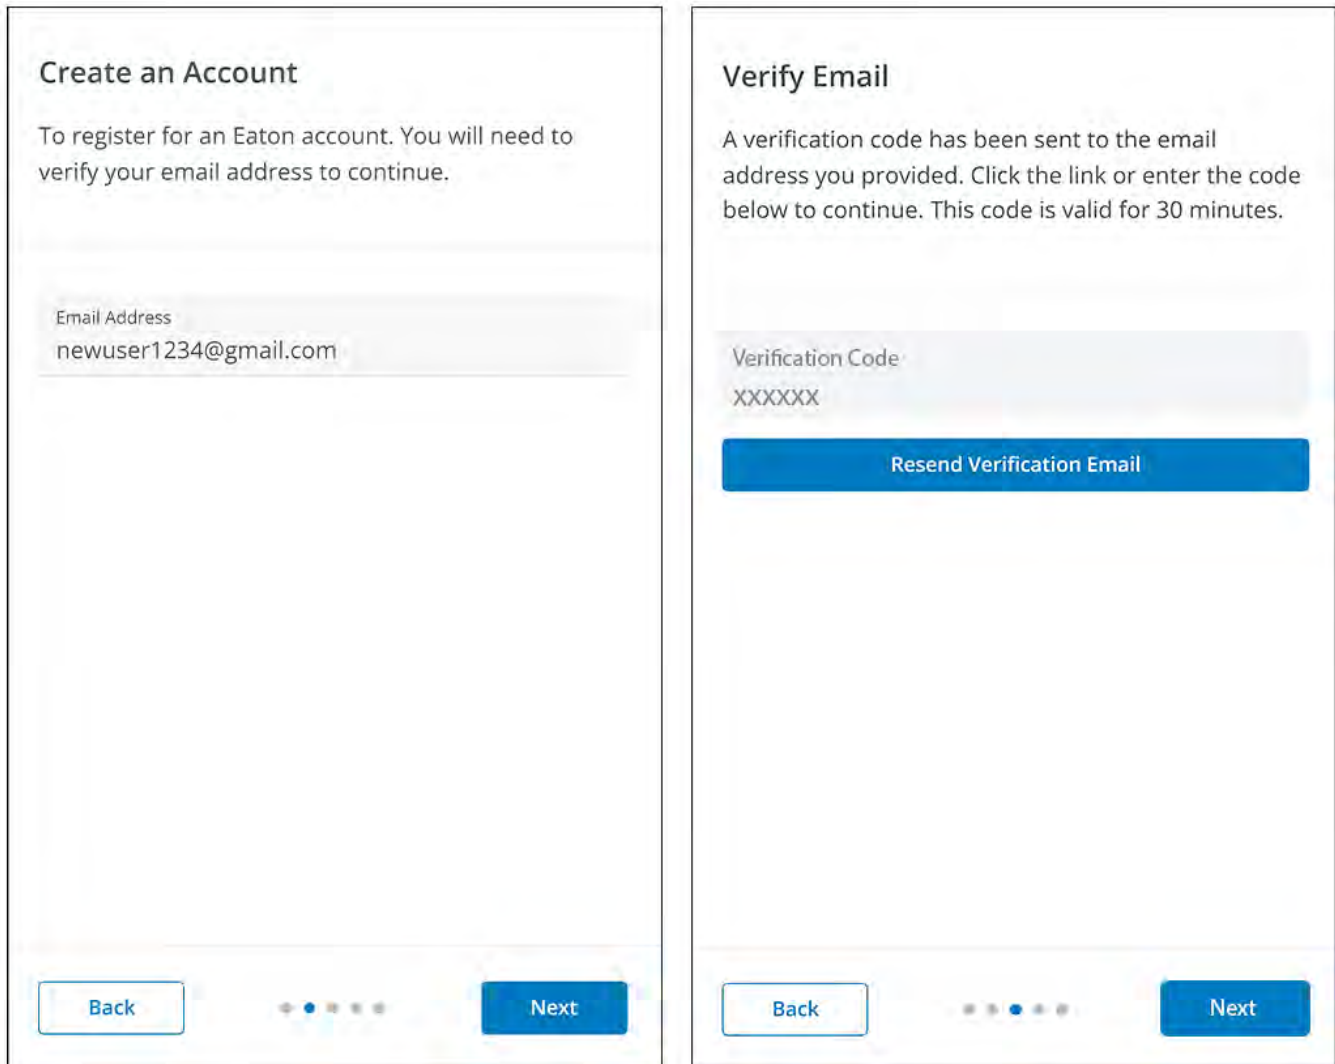 Create an Account
To register for an Eaton account. You will need to
verify your email address to continue.
Email Address
newuser1234@gmail.com
Back
Next
Verify Email
A verification code has been sent to the email
address you provided. Click the link or enter the code
below to continue. This code is valid for 30 minutes.
Verification Code
XXXXXX
Resend Verification Email
Back
Next